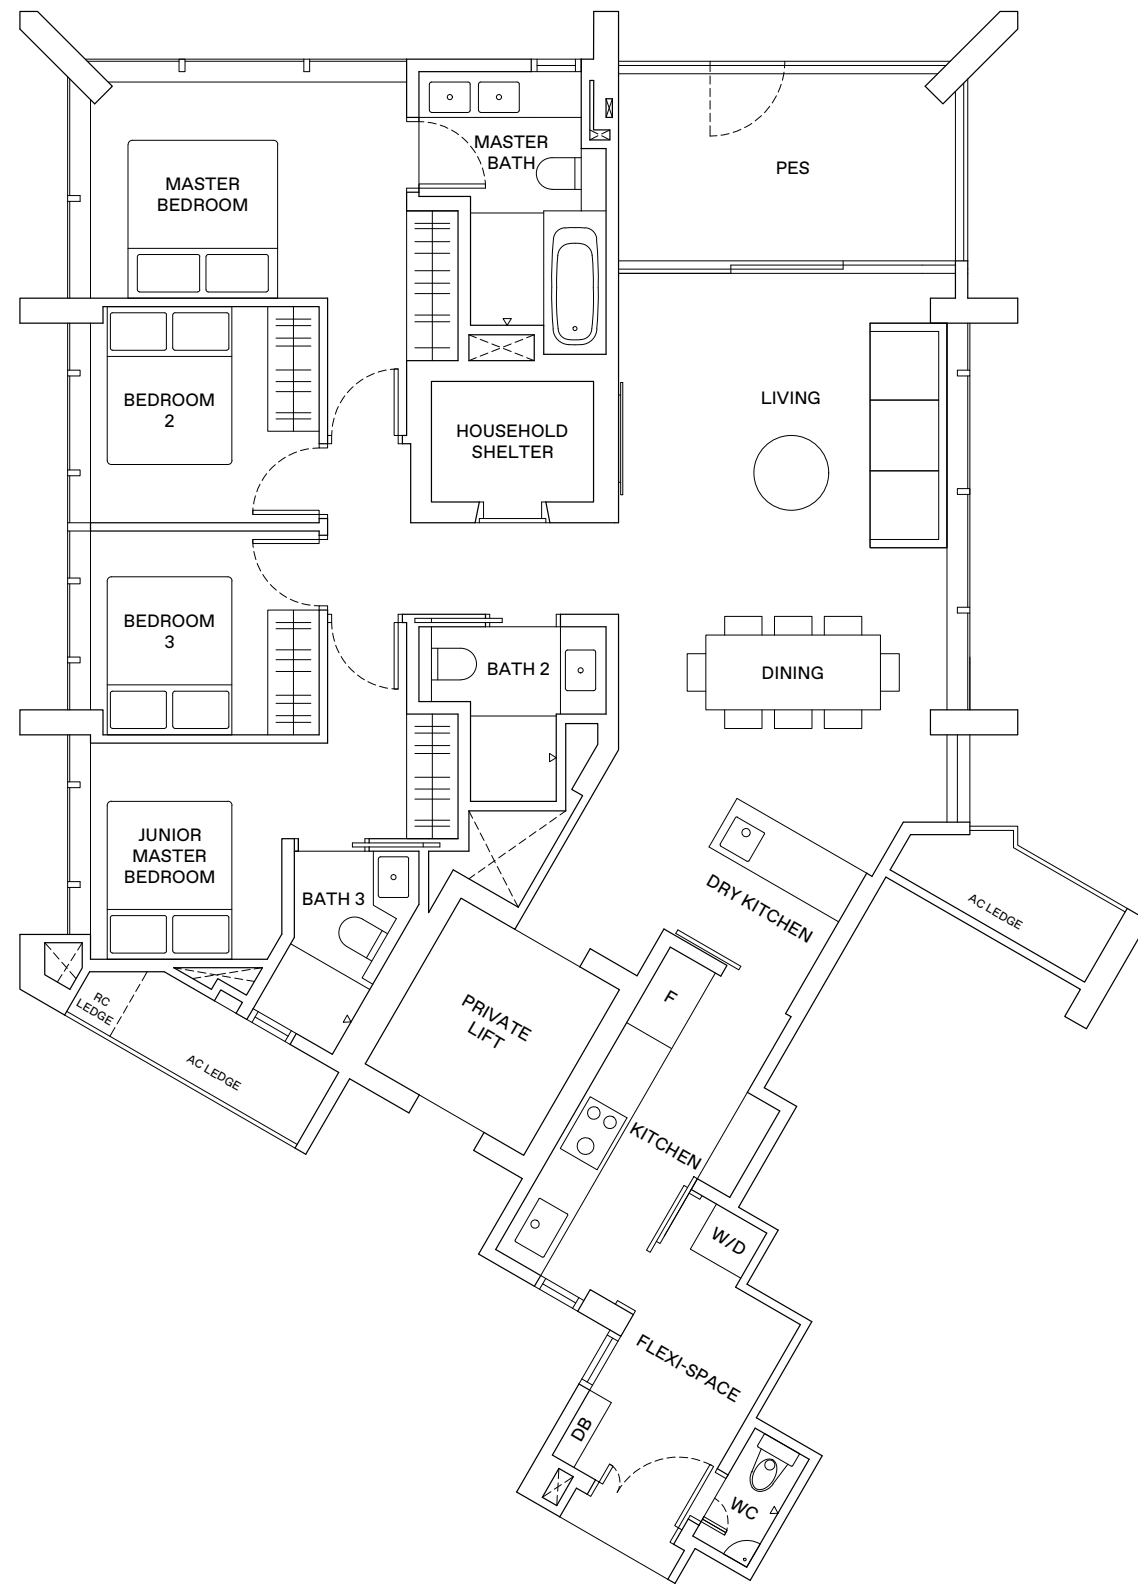 MASTER
BATH
PES
MASTER
BEDROOM
BEDROOM
2
LIVING
HOUSEHOLD
SHELTER
BEDROOM
3
BATH 2
DINING
JUNIOR
MASTER
BEDROOM
BATH 3
DRY KITCHEN
AC LEDGE
F
RC
LEDGE
PRIVATE
LIFT
AC LEDGE
KITCHEN
W/D
FLEXI-SPACE
DB
WC